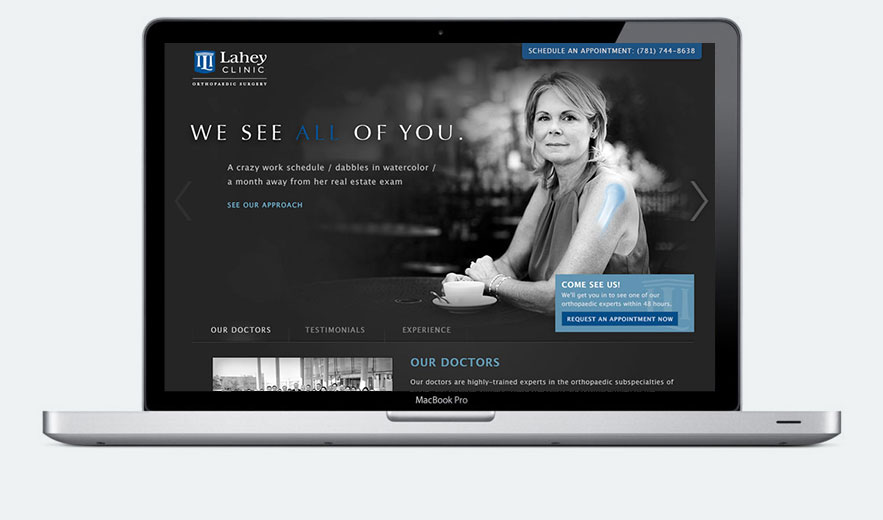 SCHEDULE AN APPOINTMENT: (781) 744-8638
Lahey
CLINIC
ORTHOPAEDIC SURGERY
WE SEE ALL OF YOU.
A crazy work schedule / dabbles in watercolor /
a month away from her real estate exam
SEE OUR APPROACH
COME SEE US!
We'll get you in to see one of our
orthopaedic experts within 48 hours.
REQUEST AN APPOINTMENT NOW
OUR DOCTORS TESTIMONIALS EXPERIENCE
OUR DOCTORS
Our doctors are highly-trained experts in the orthopaedic subspecialties of
MacBook Pro